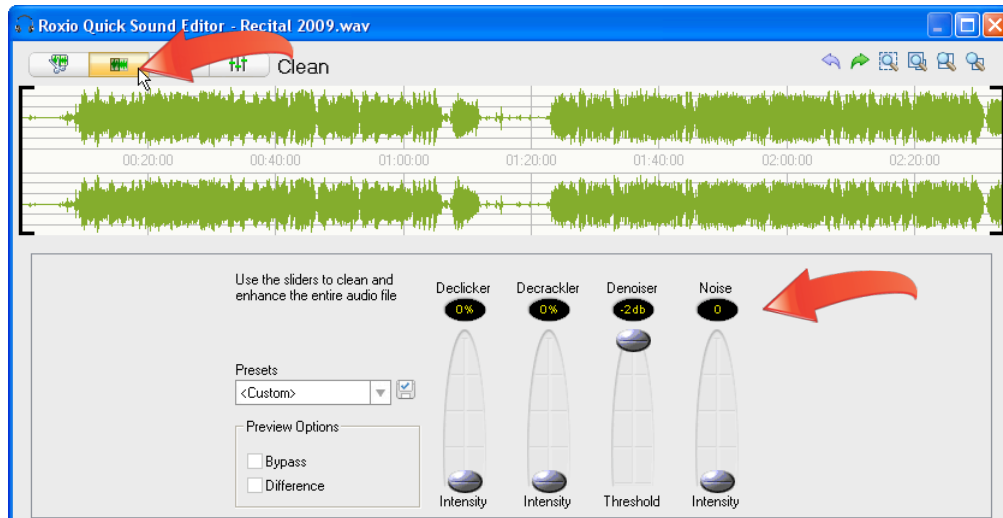 Roxio Quick Sound Editor - Recital 2009.wav
Clean
00:20:00 00:40:00 01:00:00 01:20:00 01:40:00 02:00:00 02:20:00
Use the sliders to clean and
enhance the entire audio file
Declicker Decrackler Denoiser Noise
0% 0% -2db 0
Presets
<Custom>
Preview Options
Bypass
Difference
Intensity Intensity Threshold Intensity